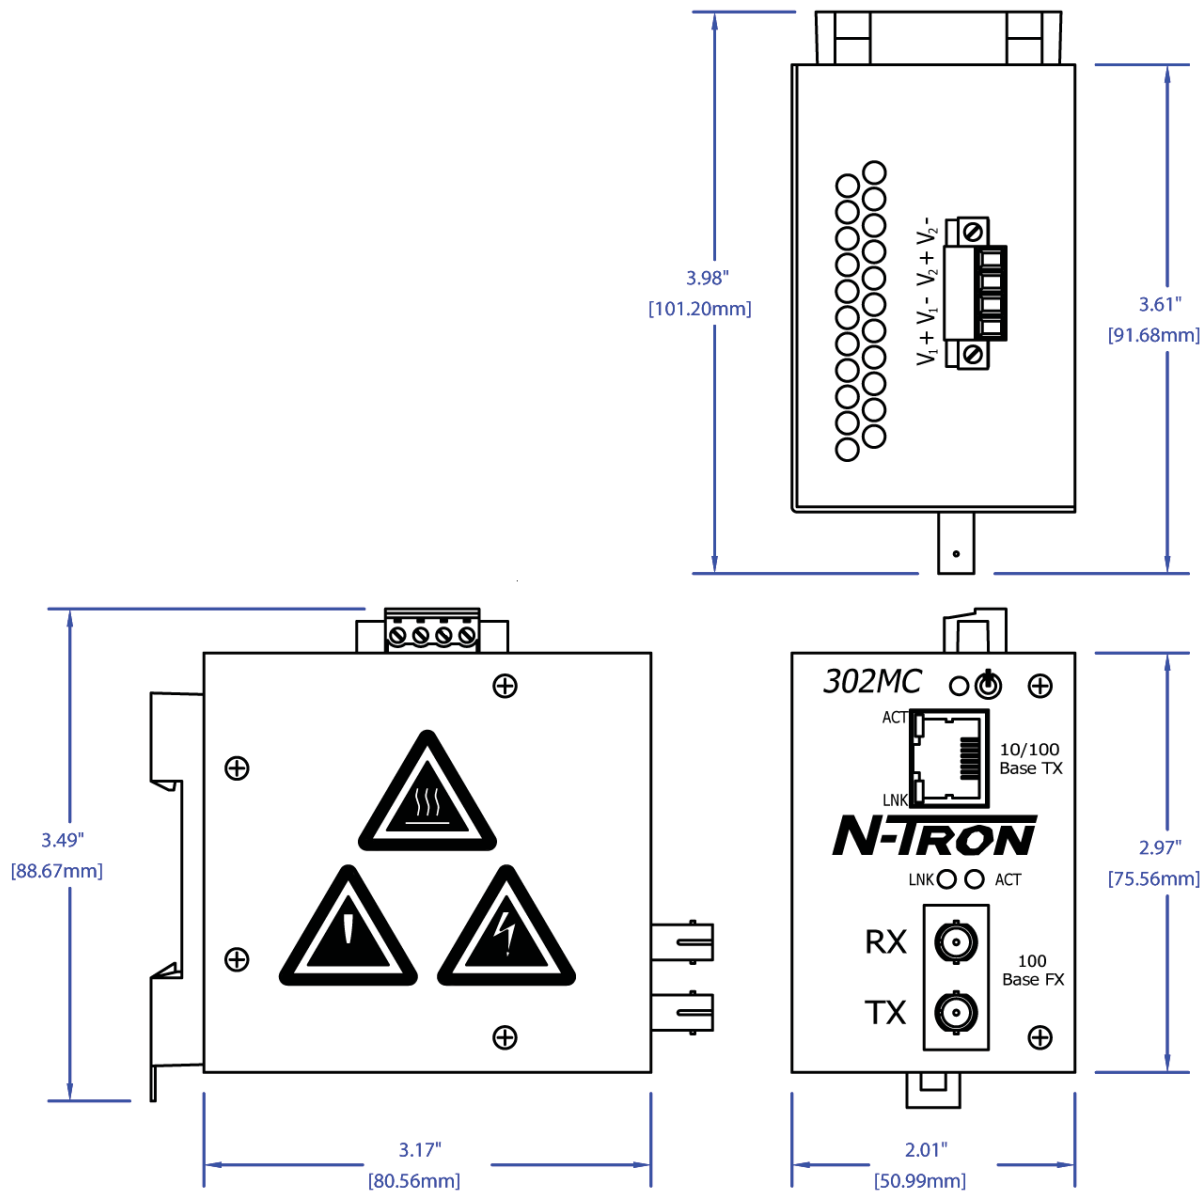 3.98"
[101.20mm]
V1+ V1- V2+ V2-
3.61"
[91.68mm]
3.49"
[88.67mm]
3.17"
[80.56mm]
302MC
ACT
10/100
Base TX
LNK
N-TRON
LNK ACT
RX
100
Base FX
TX
2.97"
[75.56mm]
2.01"
[50.99mm]